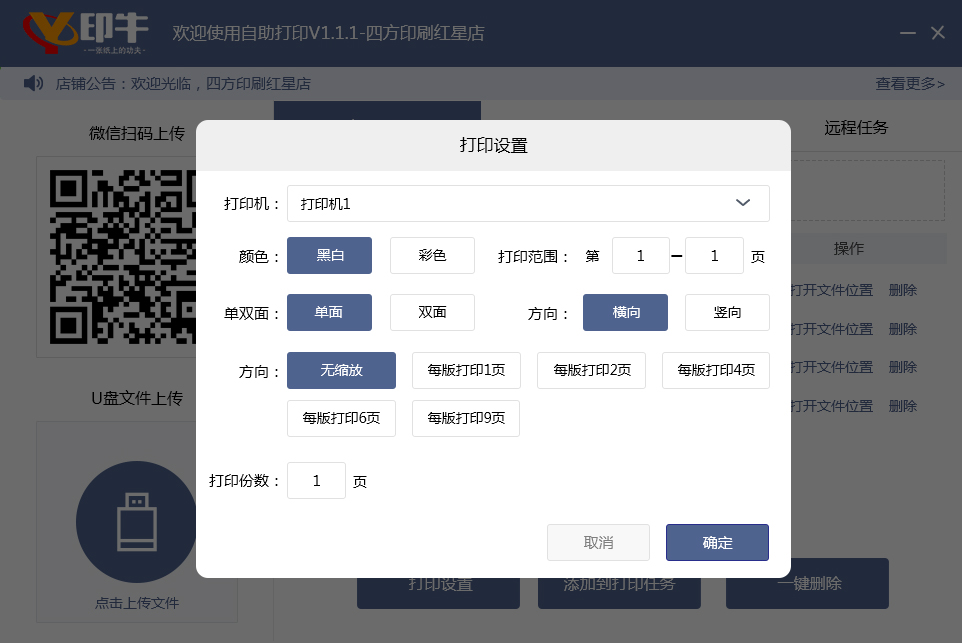 印牛
·一张纸上的功夫·
欢迎使用自助打印V1.1.1-四方印刷红星店
店铺公告：欢迎光临，四方印刷红星店
查看更多>
微信扫码上传
远程任务
打印设置
打印机：
打印机1
颜色：
黑白
彩色
打印范围：
第
1
1
页
操作
单双面：
单面
双面
方向：
横向
竖向
打开文件位置 删除
打开文件位置 删除
打开文件位置 删除
打开文件位置 删除
方向：
无缩放
每版打印1页
每版打印2页
每版打印4页
每版打印6页
每版打印9页
U盘文件上传
打印份数：
1
页
取消
确定
点击上传文件
打印设置
添加到打印任务
一键删除